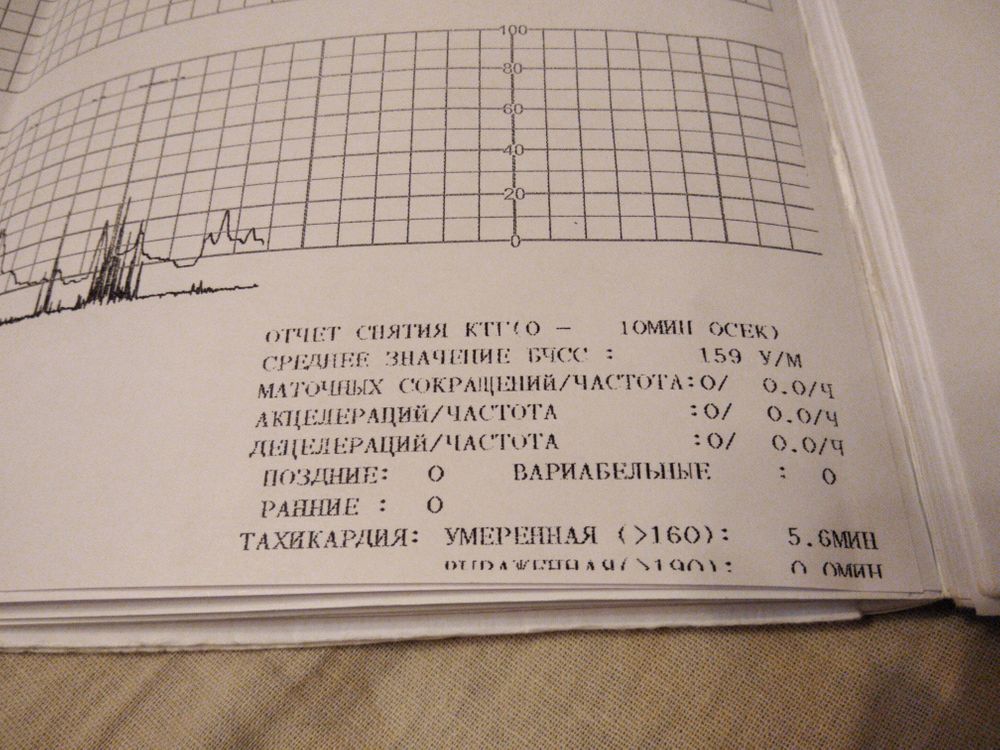 100
80
60
40
20
0
ОТЧЕТ СНЯТИЯ КТГ(0 - 10МИН 0СЕК)
СРЕДНЕЕ ЗНАЧЕНИЕ БЧСС : 159 У/М
МАТОЧНЫХ СОКРАЩЕНИЙ/ЧАСТОТА:0/ 0.0/Ч
АКЦЕЛЕРАЦИЙ/ЧАСТОТА :0/ 0.0/Ч
ДЕЦЕЛЕРАЦИЙ/ЧАСТОТА :0/ 0.0/Ч
ПОЗДНИЕ: 0 ВАРИАБЕЛЬНЫЕ : 0
РАННИЕ : 0
ТАХИКАРДИЯ: УМЕРЕННАЯ (>160): 5.6МИН
ВЫРАЖЕННАЯ(>190): 0.0МИН